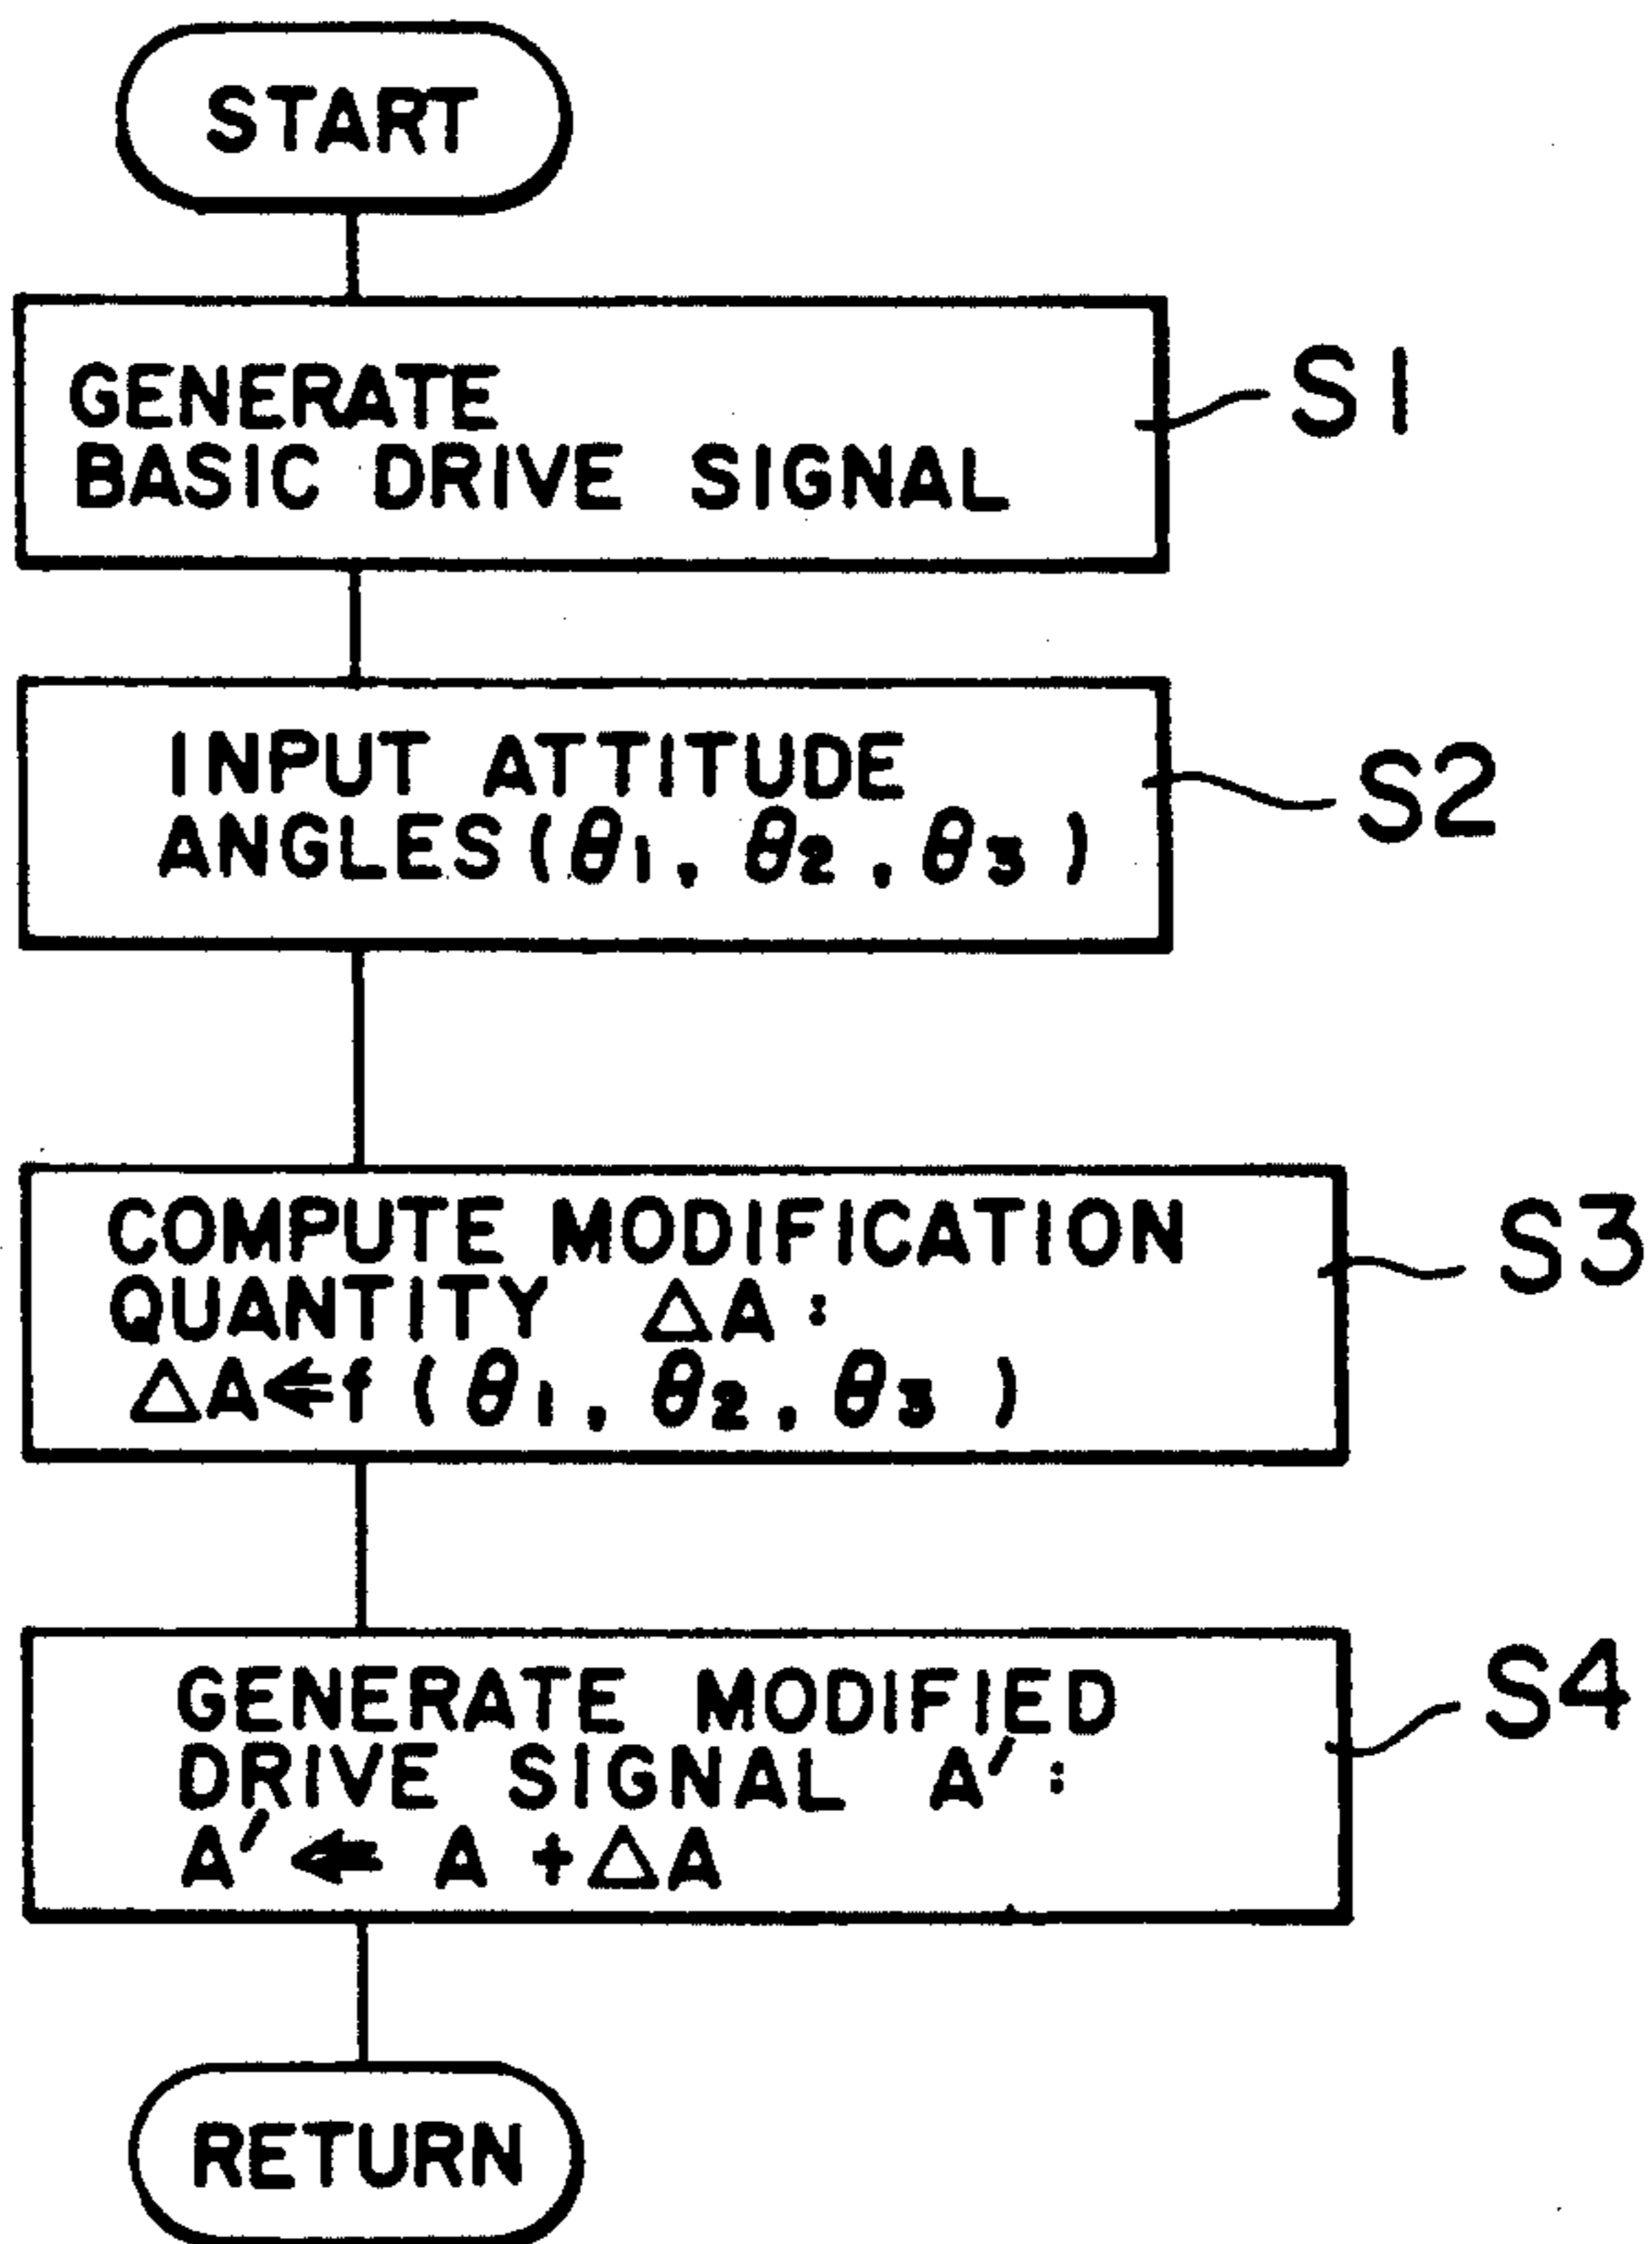 START
GENERATE
BASIC DRIVE SIGNAL
S1
INPUT ATTITUDE
ANGLES (θ1, θ2, θ3)
S2
COMPUTE MODIFICATION
QUANTITY ΔA:
ΔA←f (θ1, θ2, θ3)
S3
GENERATE MODIFIED
DRIVE SIGNAL A′:
A′← A +ΔA
S4
RETURN